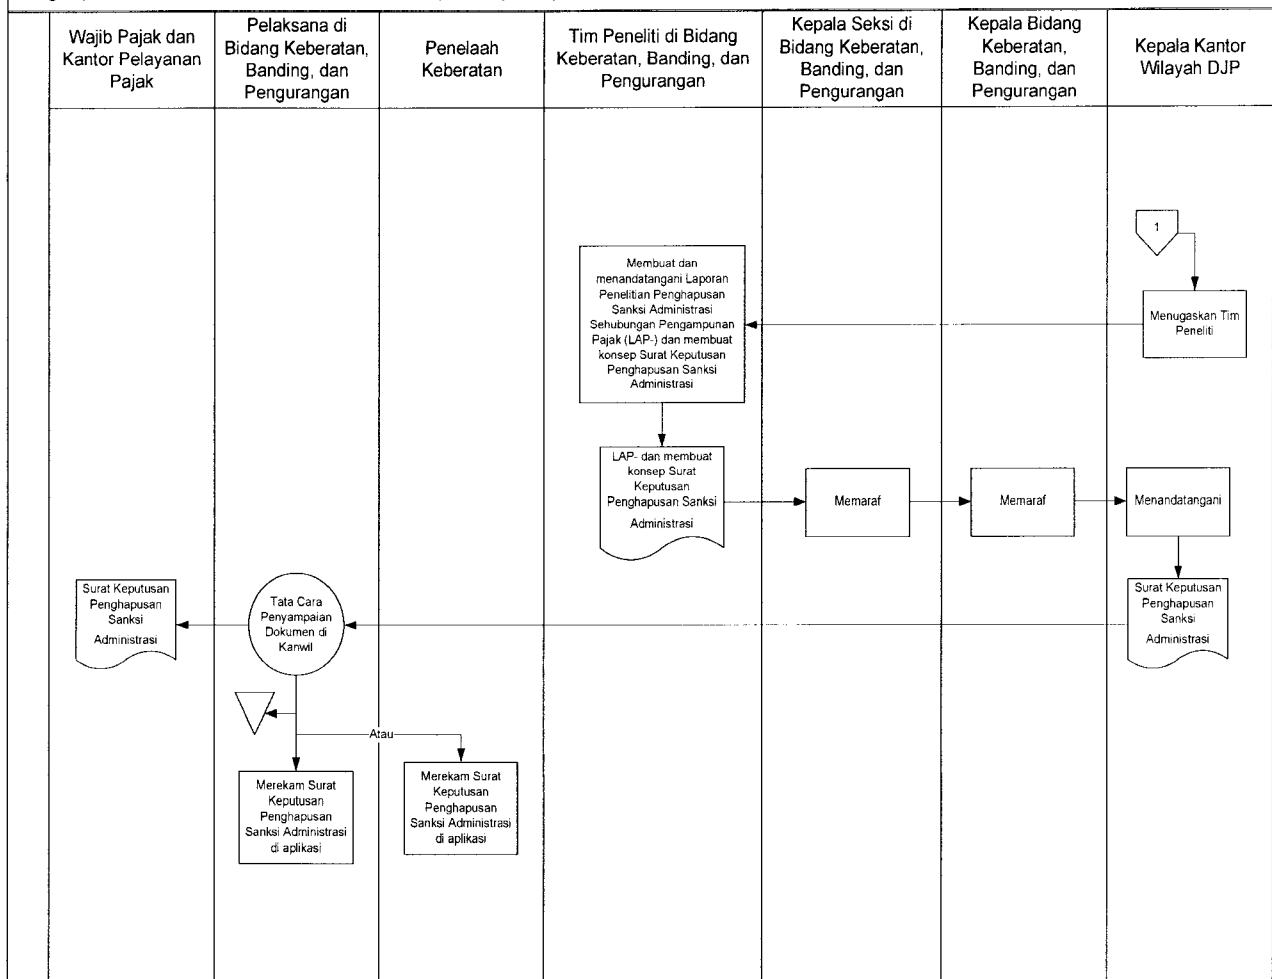 Wajib Pajak dan
Kantor Pelayanan
Pajak
Pelaksana di
Bidang Keberatan,
Banding, dan
Pengurangan
Penelaah
Keberatan
Tim Peneliti di Bidang
Keberatan, Banding, dan
Pengurangan
Kepala Seksi di
Bidang Keberatan,
Banding, dan
Pengurangan
Kepala Bidang
Keberatan,
Banding, dan
Pengurangan
Kepala Kantor
Wilayah DJP
1
Menugaskan Tim
Peneliti
Membuat dan
menandatangani Laporan
Penelitian Penghapusan
Sanksi Administrasi
Sehubungan Pengampunan
Pajak (LAP-) dan membuat
konsep Surat Keputusan
Penghapusan Sanksi
Administrasi
LAP- dan membuat
konsep Surat
Keputusan
Penghapusan Sanksi
Administrasi
Memaraf
Memaraf
Menandatangani
Surat Keputusan
Penghapusan
Sanksi
Administrasi
Tata Cara
Penyampaian
Dokumen di
Kanwil
Surat Keputusan
Penghapusan
Sanksi
Administrasi
Atau
Merekam Surat
Keputusan
Penghapusan
Sanksi Administrasi
di aplikasi
Merekam Surat
Keputusan
Penghapusan
Sanksi Administrasi
di aplikasi